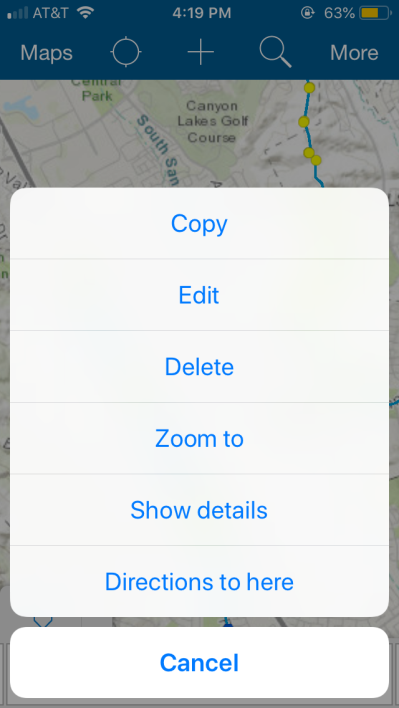 AT&T
4:19 PM
63%
Maps
More
Central
Park
Canyon
Lakes Golf
Course
South San
Copy
Edit
Delete
Zoom to
Show details
Directions to here
Cancel